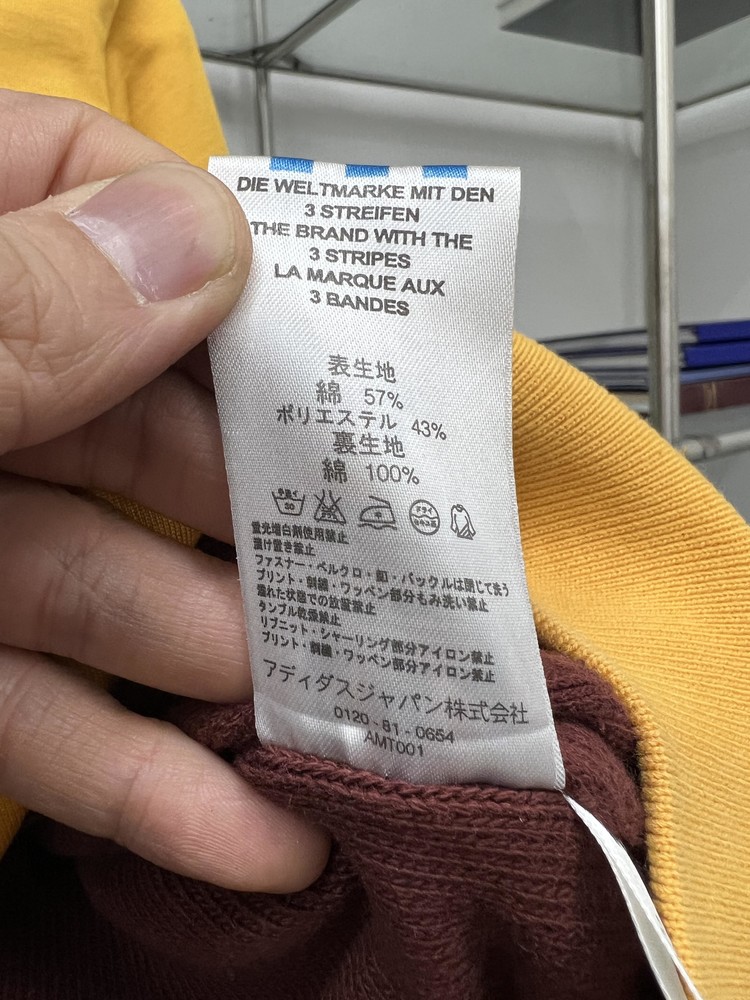 DIE WELTMARKE MIT DEN
3 STREIFEN
THE BRAND WITH THE
3 STRIPES
LA MARQUE AUX
3 BANDES
表生地
綿 57%
ポリエステル 43%
裏生地
綿 100%
蛍光増白剤使用禁止
漬け置き禁止
ファスナー・ベルクロ・釦・バックルは閉じて洗う
プリント・刺繍・ワッペン部分もみ洗い禁止
濡れた状態での放置禁止
タンブル乾燥禁止
リブニット・シャーリング部分アイロン禁止
プリント・刺繍・ワッペン部分アイロン禁止
アディダスジャパン株式会社
0120-81-0654
AMT001